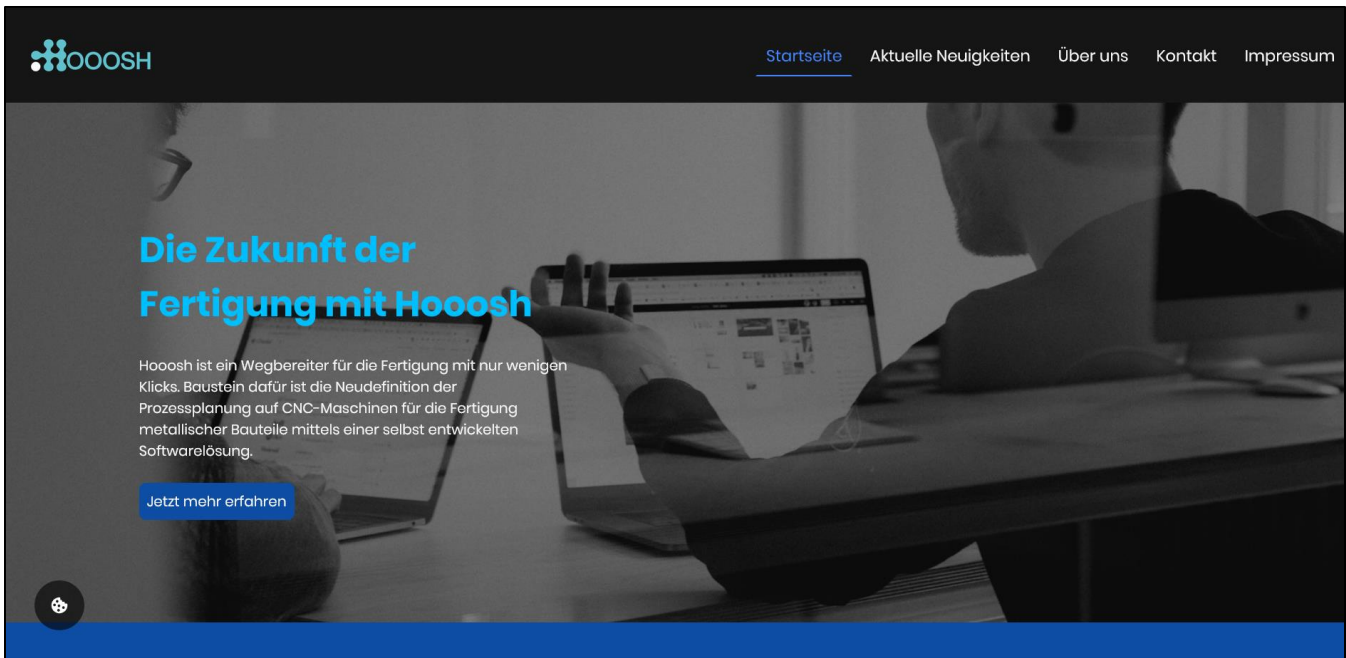 HOOOSH
Startseite Aktuelle Neuigkeiten Über uns Kontakt Impressum
Die Zukunft der
Fertigung mit Hooosh
Hooosh ist ein Wegbereiter für die Fertigung mit nur wenigen
Klicks. Baustein dafür ist die Neudefinition der
Prozessplanung auf CNC-Maschinen für die Fertigung
metallischer Bauteile mittels einer selbst entwickelten
Softwarelösung.
Jetzt mehr erfahren